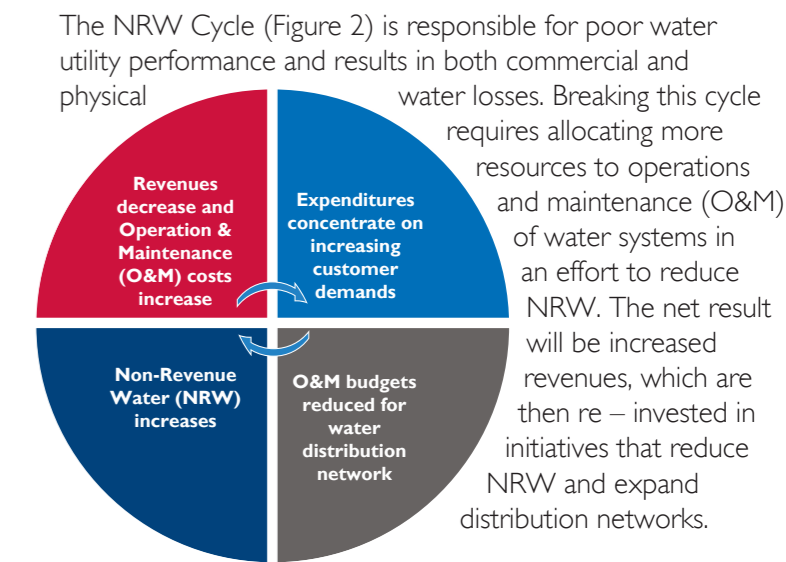 The NRW Cycle (Figure 2) is responsible for poor water
utility performance and results in both commercial and
physical water losses. Breaking this cycle
requires allocating more
resources to operations
and maintenance (O&M)
of water systems in
an effort to reduce
NRW. The net result
will be increased
revenues, which are
then re – invested in
initiatives that reduce
NRW and expand
distribution networks.
Revenues
decrease and
Operation &
Maintenance
(O&M) costs
increase
Expenditures
concentrate on
increasing
customer
demands
Non-Revenue
Water (NRW)
increases
O&M budgets
reduced for
water
distribution
network